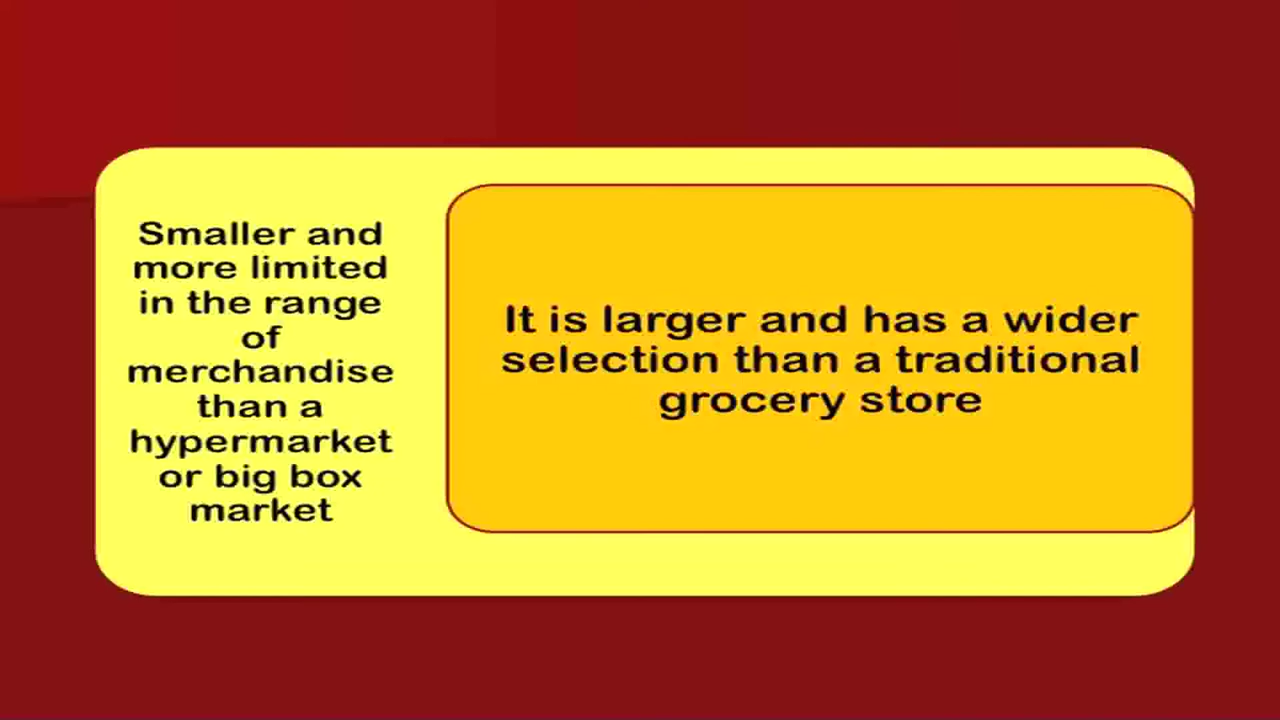 Smaller and
more limited
in the range
of
merchandise
than a
hypermarket
or big box
market
It is larger and has a wider
selection than a traditional
grocery store